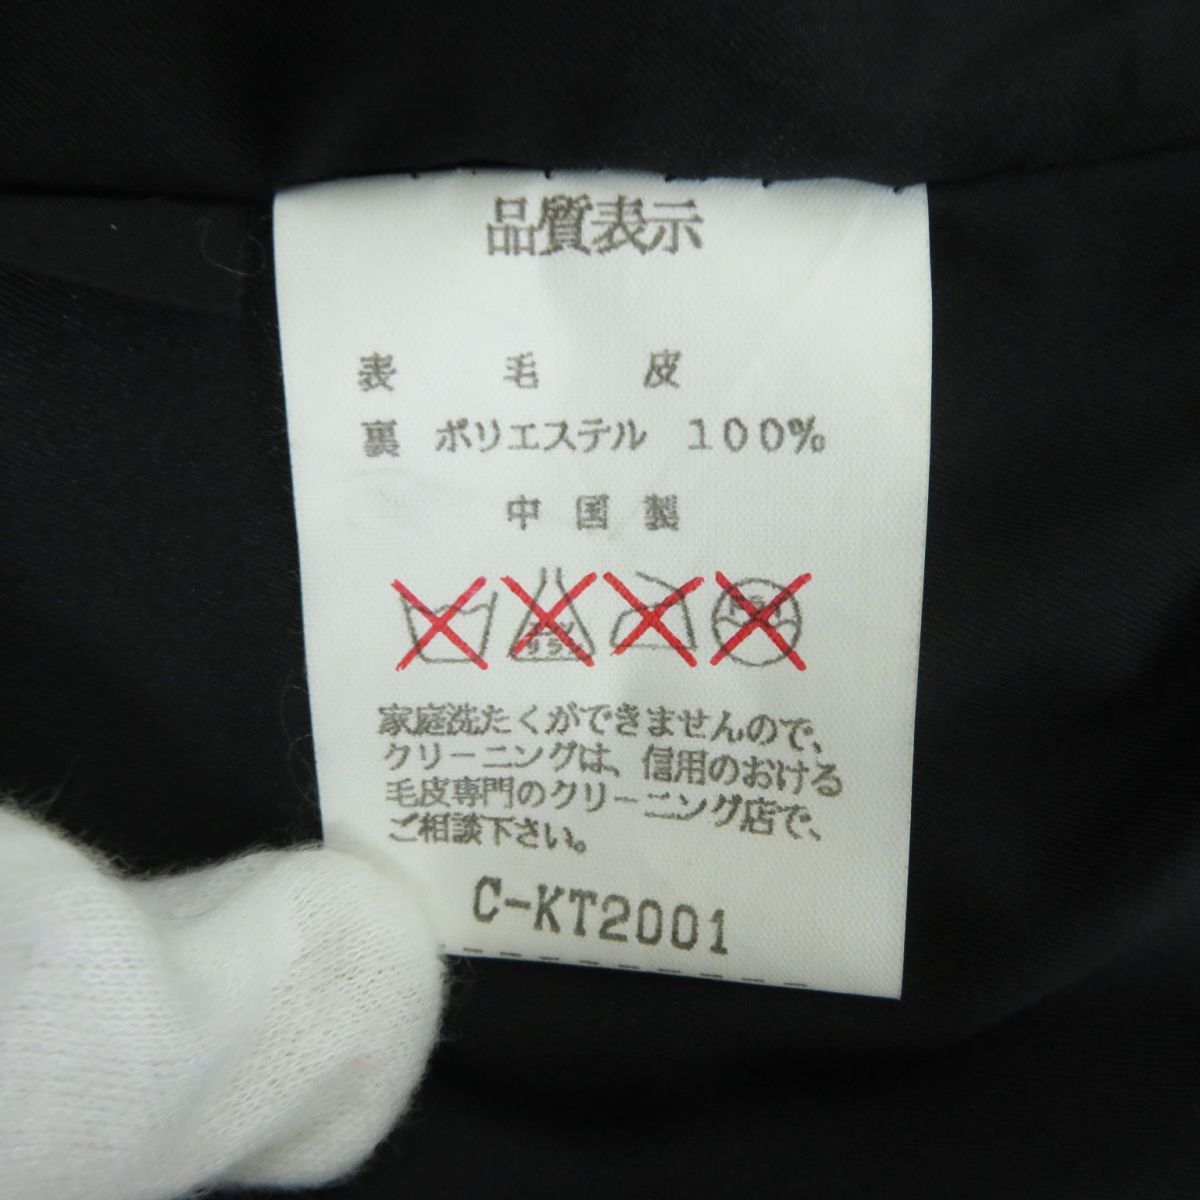 品質表示
表 毛 皮
裏 ポリエステル 100%
中国製
家庭洗たくができませんので、
クリーニングは、信用のおける
毛皮専門のクリーニング店で、
ご相談下さい。
C-KT2001